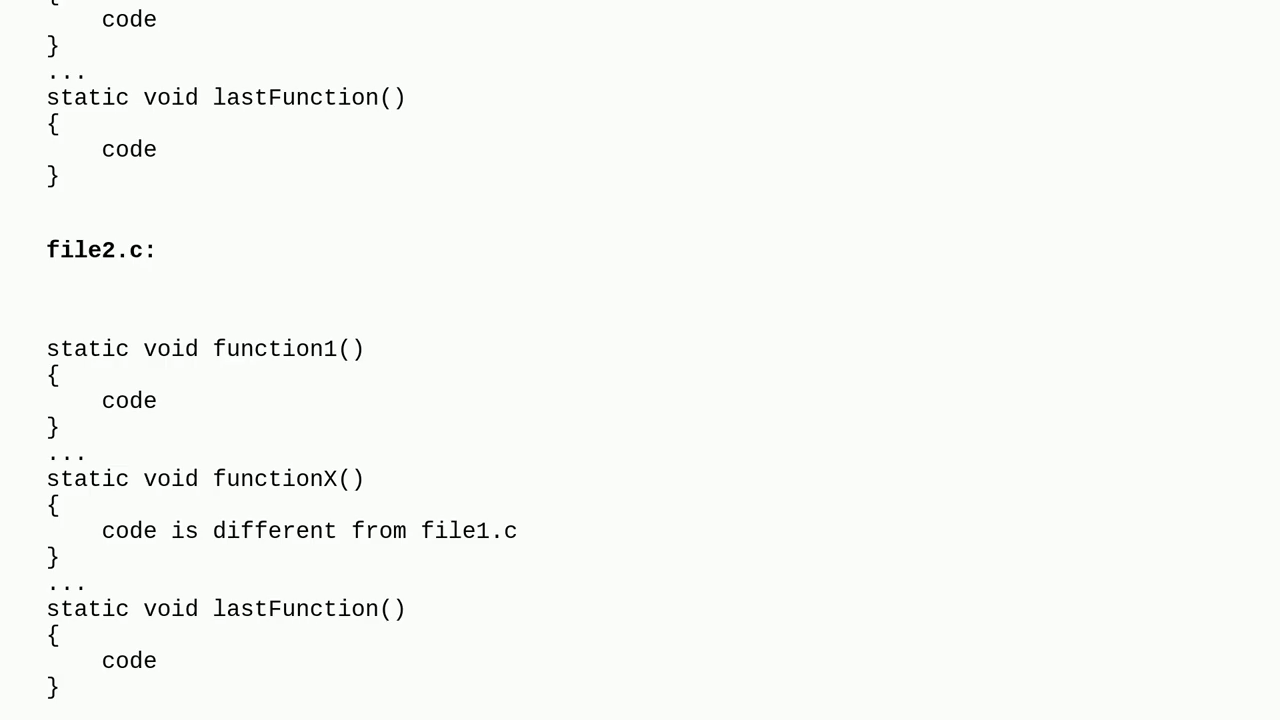 {
    code
}
...
static void lastFunction()
{
    code
}
file2.c:
static void function1()
{
    code
}
...
static void functionX()
{
    code is different from file1.c
}
...
static void lastFunction()
{
    code
}